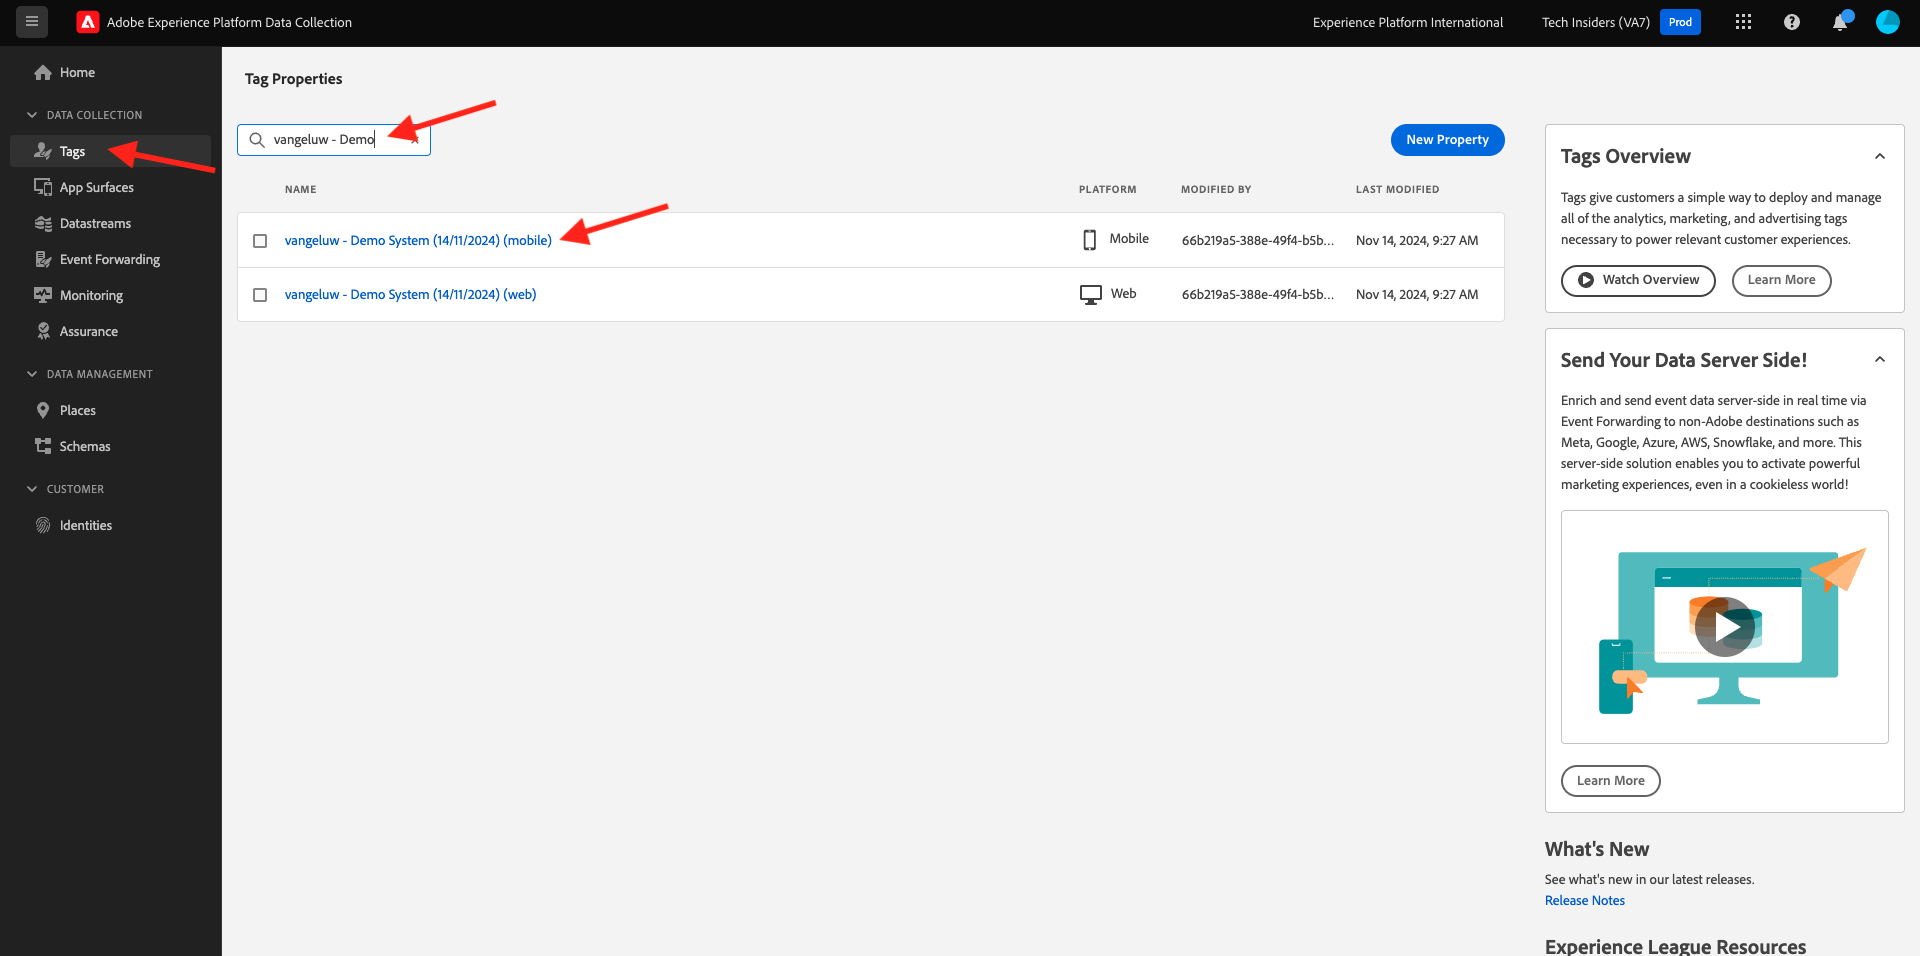 Adobe Experience Platform Data Collection
Experience Platform International
Tech Insiders (VA7)
Prod
Home
DATA COLLECTION
Tags
App Surfaces
Datastreams
Event Forwarding
Monitoring
Assurance
DATA MANAGEMENT
Places
Schemas
CUSTOMER
Identities
Tag Properties
vangeluw - Demo
New Property
NAME
PLATFORM
MODIFIED BY
LAST MODIFIED
vangeluw - Demo System (14/11/2024) (mobile)
Mobile
66b219a5-388e-49f4-b5b...
Nov 14, 2024, 9:27 AM
vangeluw - Demo System (14/11/2024) (web)
Web
66b219a5-388e-49f4-b5b...
Nov 14, 2024, 9:27 AM
Tags Overview
Tags give customers a simple way to deploy and manage
all of the analytics, marketing, and advertising tags
necessary to power relevant customer experiences.
Watch Overview
Learn More
Send Your Data Server Side!
Enrich and send event data server-side in real time via
Event Forwarding to non-Adobe destinations such as
Meta, Google, Azure, AWS, Snowflake, and more. This
server-side solution enables you to activate powerful
marketing experiences, even in a cookieless world!
Learn More
What's New
See what's new in our latest releases.
Release Notes
Experience League Resources